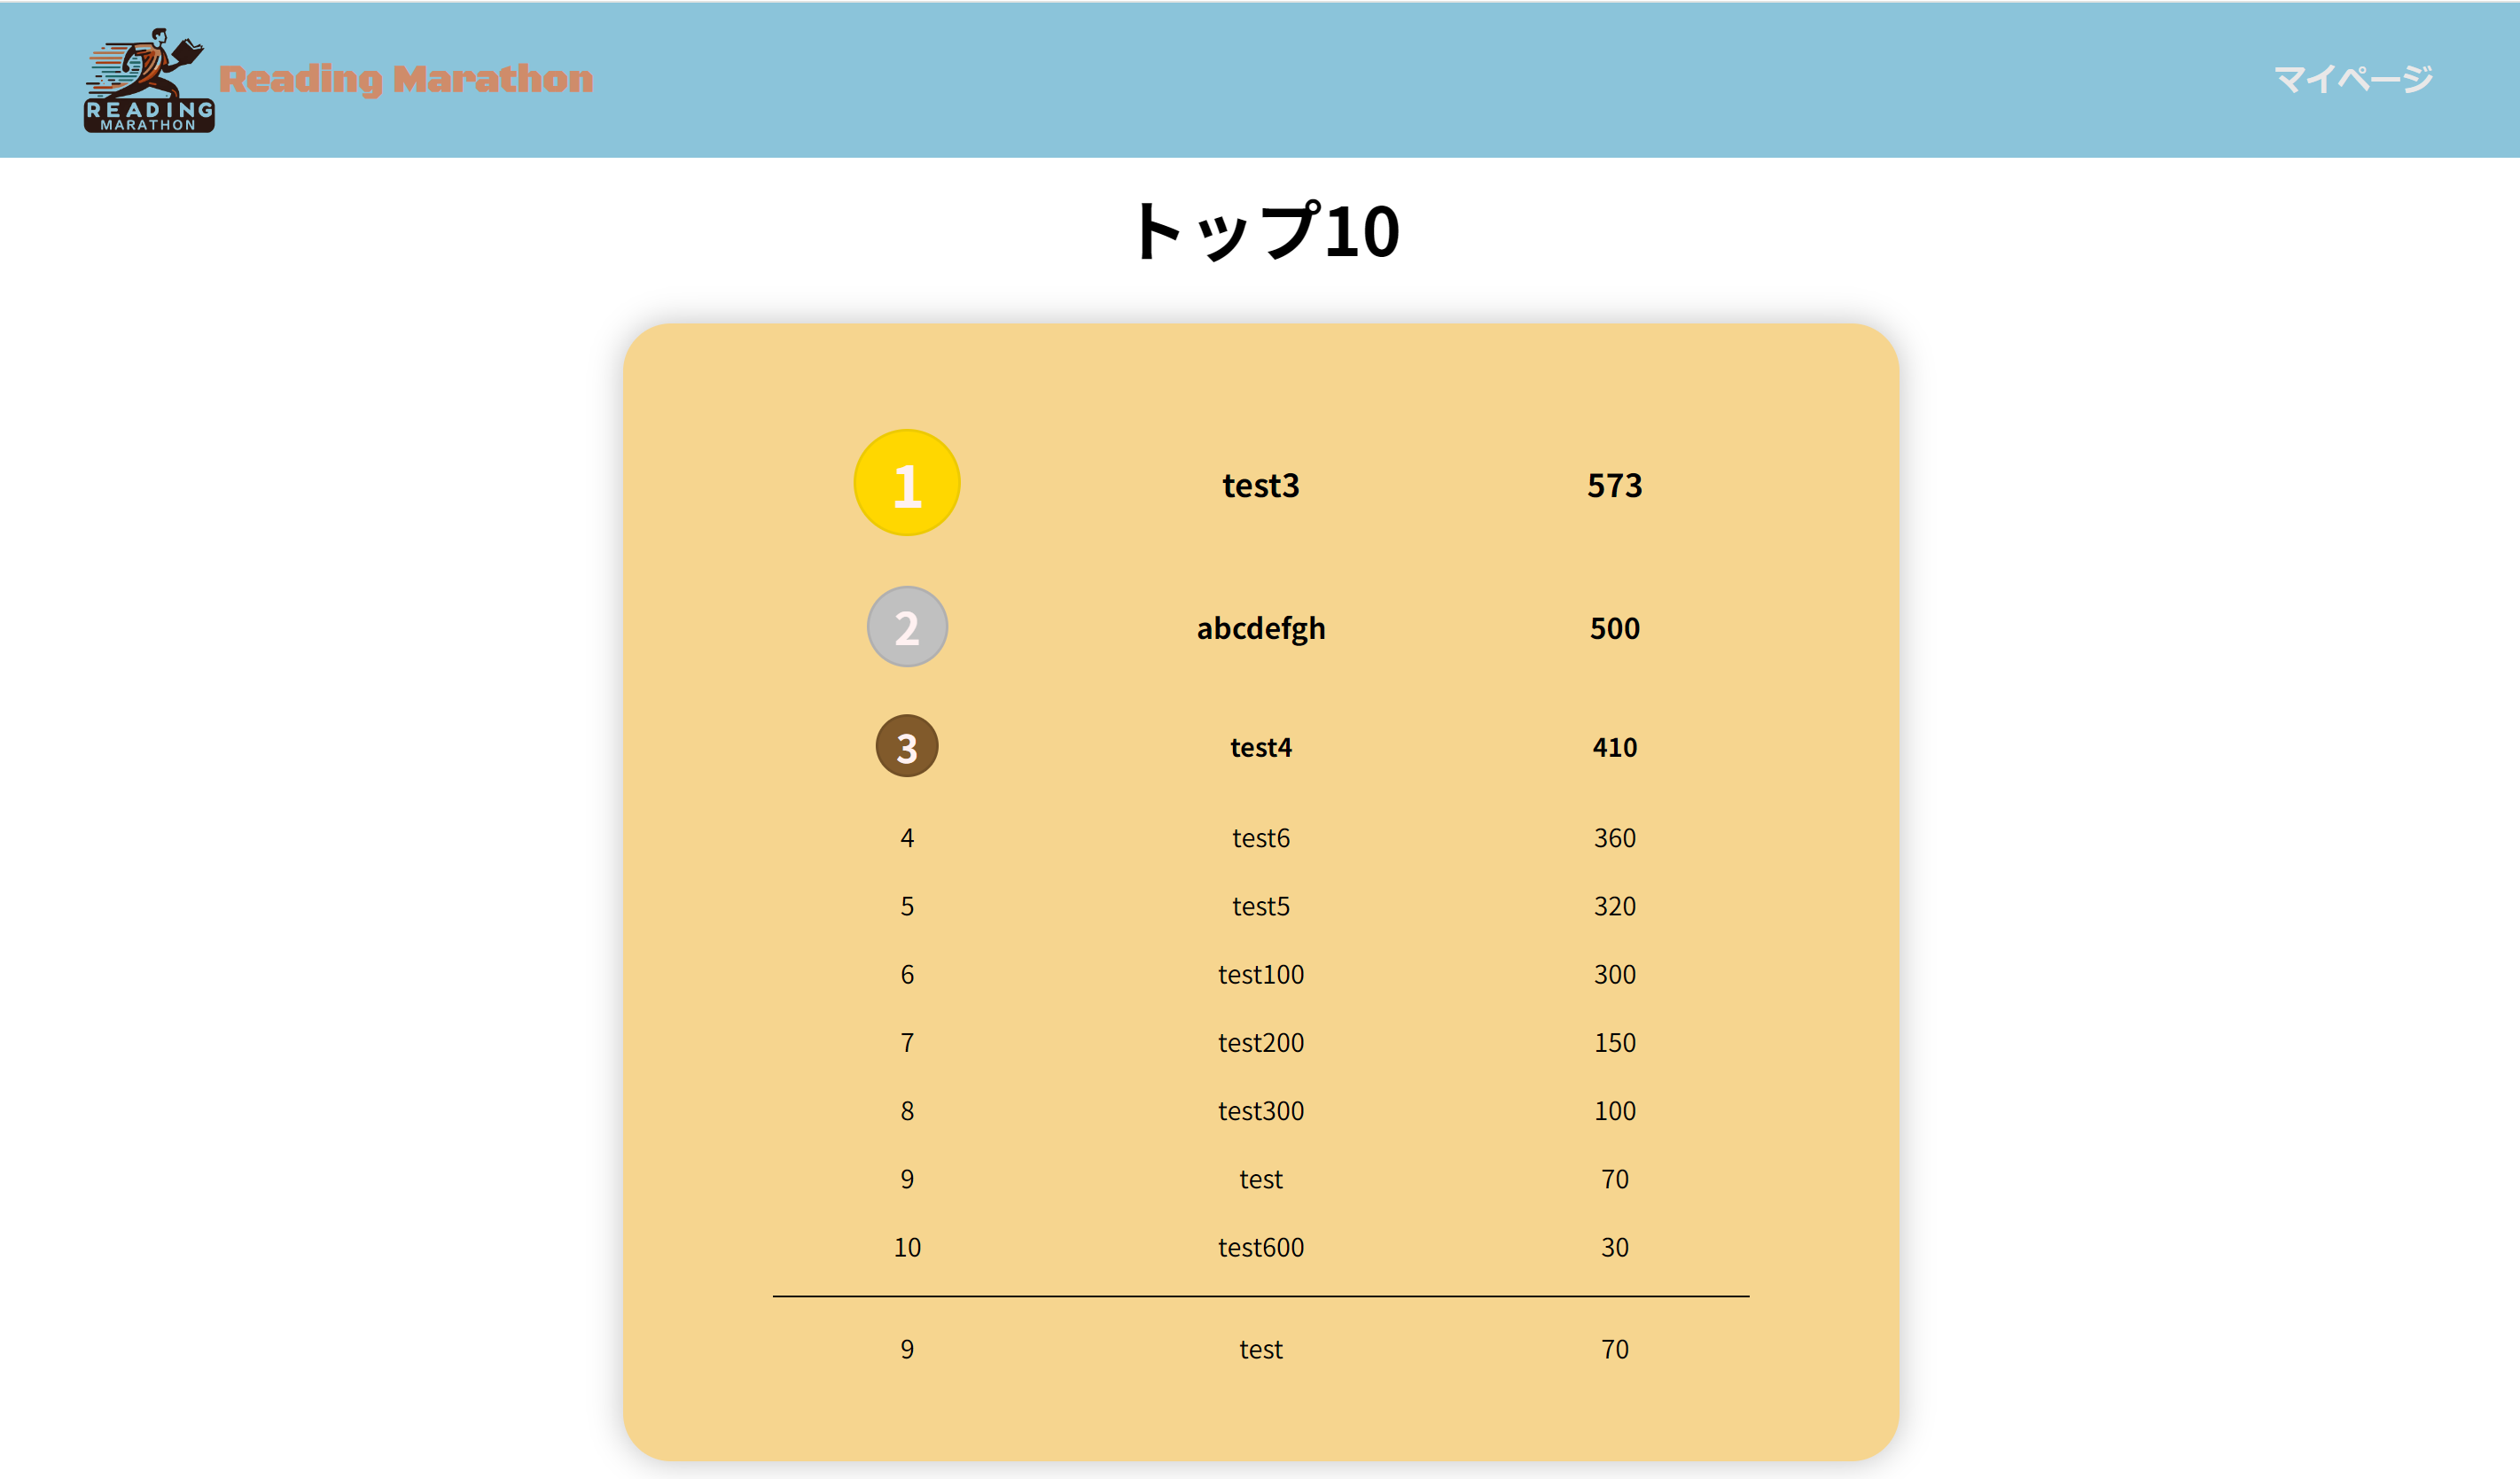 READING
MARATHON
Reading Marathon
マイページ
トップ10
1 test3 573
2 abcdefgh 500
3 test4 410
4 test6 360
5 test5 320
6 test100 300
7 test200 150
8 test300 100
9 test 70
10 test600 30
9 test 70